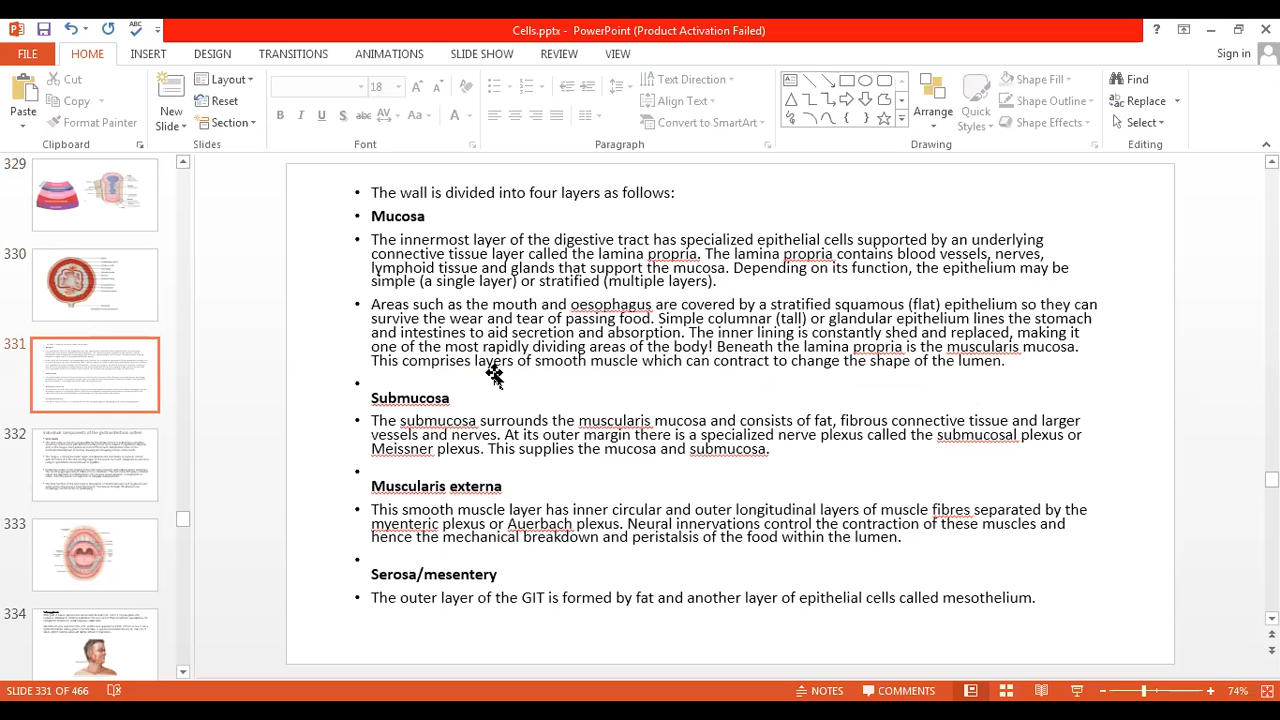 Cells.pptx - PowerPoint (Product Activation Failed)
FILE HOME INSERT DESIGN TRANSITIONS ANIMATIONS SLIDE SHOW REVIEW VIEW Sign in
Paste
Cut
Copy
Format Painter
Clipboard
New Slide
Layout
Reset
Section
Slides
18
Font
Text Direction
Align Text
Convert to SmartArt
Paragraph
Arrange
Quick Styles
Shape Fill
Shape Outline
Shape Effects
Drawing
Find
Replace
Select
Editing
329
330
331
332
333
334
• The wall is divided into four layers as follows:
• Mucosa
• The innermost layer of the digestive tract has specialized epithelial cells supported by an underlying
connective tissue layer called the lamina propria. The lamina propria contains blood vessels, nerves,
lymphoid tissue and glands that support the mucosa. Depending on its function, the epithelium may be
simple (a single layer) or stratified (multiple layers).
• Areas such as the mouth and oesophagus are covered by a stratified squamous (flat) epithelium so they can
survive the wear and tear of passing food. Simple columnar (tall) or glandular epithelium lines the stomach
and intestines to aid secretion and absorption. The inner lining is constantly shed and replaced, making it
one of the most rapidly dividing areas of the body! Beneath the lamina propria is the muscularis mucosa.
This comprises layers of smooth muscle which can contract to change the shape of the lumen.
•
Submucosa
• The submucosa surrounds the muscularis mucosa and consists of fat, fibrous connective tissue and larger
vessels and nerves. At its outer margin there is a specialized nerve plexus called the submucosal plexus or
Meissner plexus. This supplies the mucosa and submucosa.
•
Muscularis externa
• This smooth muscle layer has inner circular and outer longitudinal layers of muscle fibres separated by the
myenteric plexus or Auerbach plexus. Neural innervations control the contraction of these muscles and
hence the mechanical breakdown and peristalsis of the food within the lumen.
•
Serosa/mesentery
• The outer layer of the GIT is formed by fat and another layer of epithelial cells called mesothelium.
SLIDE 331 OF 466 NOTES COMMENTS 74%